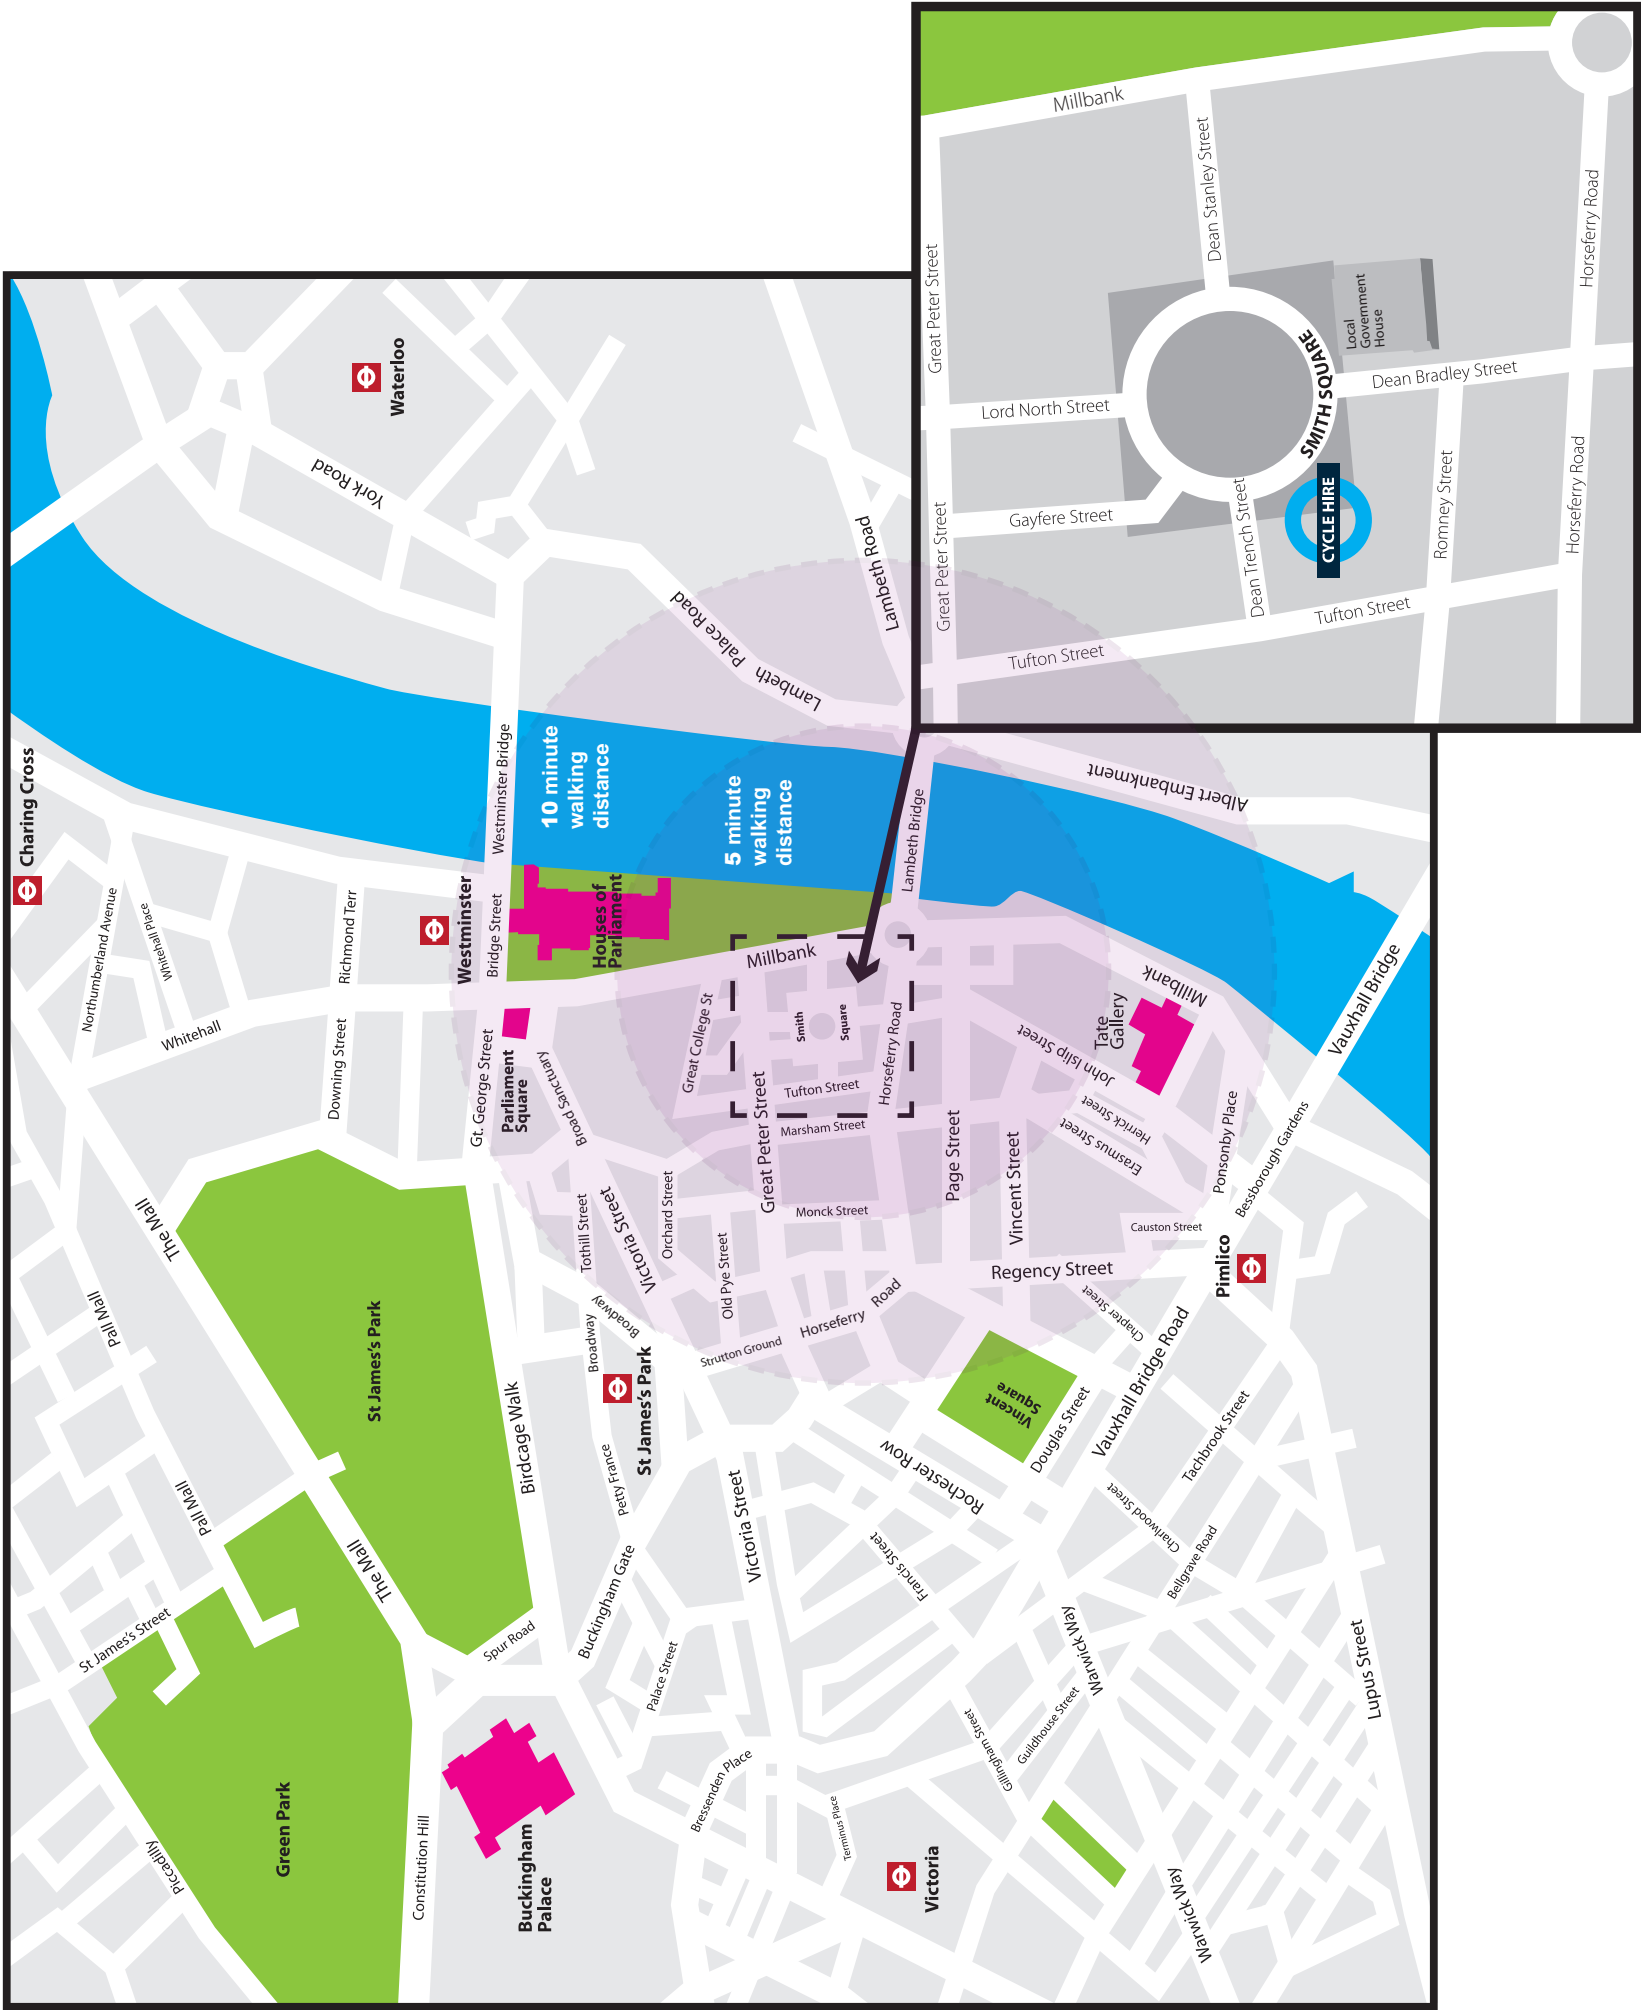 Millbank
Dean Stanley Street
Great Peter Street
Horseferry Road
Local
Government
House
SMITH SQUARE
Dean Bradley Street
Lord North Street
Gayfere Street
Great Peter Street
Dean Trench Street
CYCLE HIRE
Romney Street
Horseferry Road
Tufton Street
Tufton Street
Waterloo
York Road
Lambeth Road
Lambeth
Palace Road
Albert Embankment
Charing Cross
Westminster Bridge
10 minute
walking
distance
5 minute
walking
distance
Lambeth Bridge
Northumberland Avenue
Whitehall Place
Richmond Terr
Westminster
Bridge Street
Houses of
Parliament
Millbank
Millbank
Vauxhall Bridge
Whitehall
Downing Street
Gt. George Street
Parliament
Square
Broad Sanctuary
Great College St
Smith
Square
Horseferry Road
Tufton Street
Marsham Street
Great Peter Street
John Islip Street
Tate
Gallery
Herrick Street
Erasmus Street
Ponsonby Place
Bessborough Gardens
Page Street
Vincent Street
Causton Street
Monck Street
Orchard Street
Tothill Street
Victoria Street
Old Pye Street
The Mall
Pall Mall
St James's Park
Broadway
Broadway
Strutton Ground
Horseferry
Road
Regency Street
Pimlico
Chapter Street
Vauxhall Bridge Road
Vincent
Square
Douglas Street
Tachbrook Street
Charlwood Street
Bellgrave Road
Rochester Row
St James's Park
Birdcage Walk
Petty France
Pall Mall
The Mall
Victoria Street
Francis Street
Buckingham Gate
Spur Road
Palace Street
St James's Street
Warwick Way
Guildhouse Street
Gillingham Street
Lupus Street
Bressenden Place
Terminus Place
Victoria
Green Park
Piccadilly
Constitution Hill
Buckingham
Palace
Warwick Way